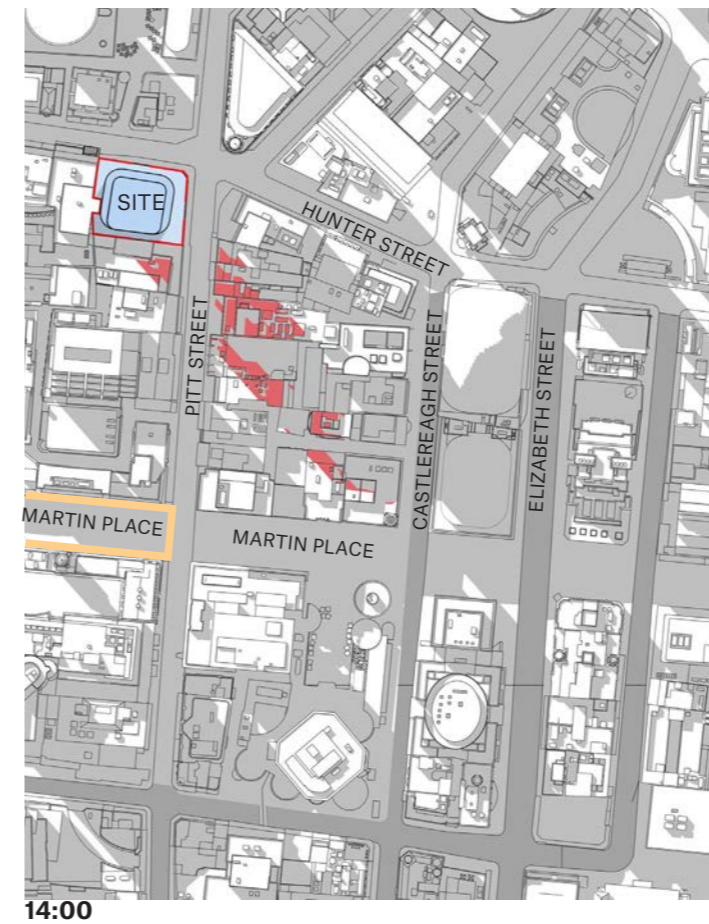 SITE
HUNTER STREET
PITT STREET
CASTLEREAGH STREET
ELIZABETH STREET
MARTIN PLACE
MARTIN PLACE
14:00